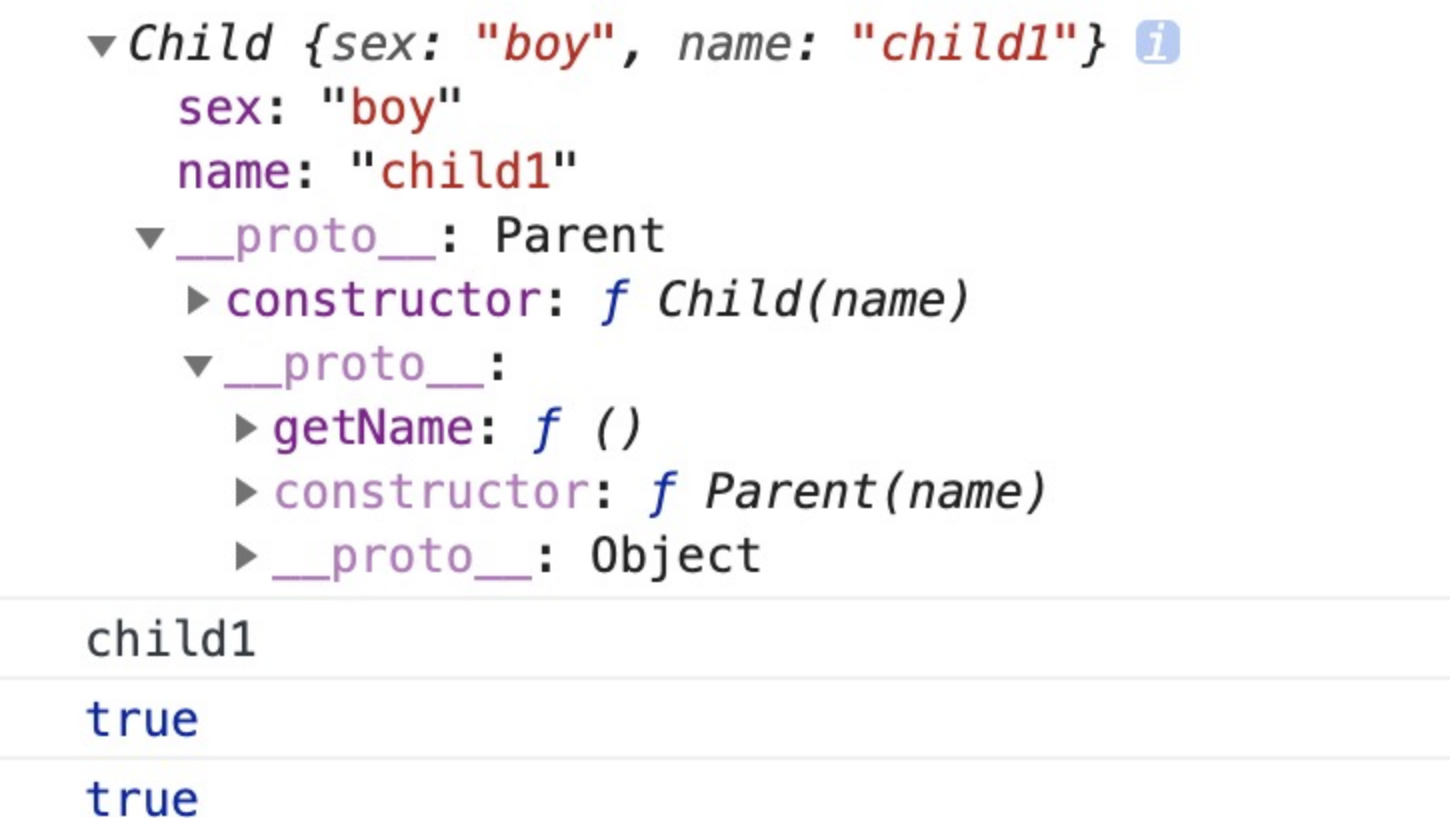 ▼Child {sex: "boy", name: "child1"} i
sex: "boy"
name: "child1"
▼__proto__: Parent
▶constructor: ƒ Child(name)
▼__proto__:
▶getName: ƒ ()
▶constructor: ƒ Parent(name)
▶__proto__: Object
child1
true
true